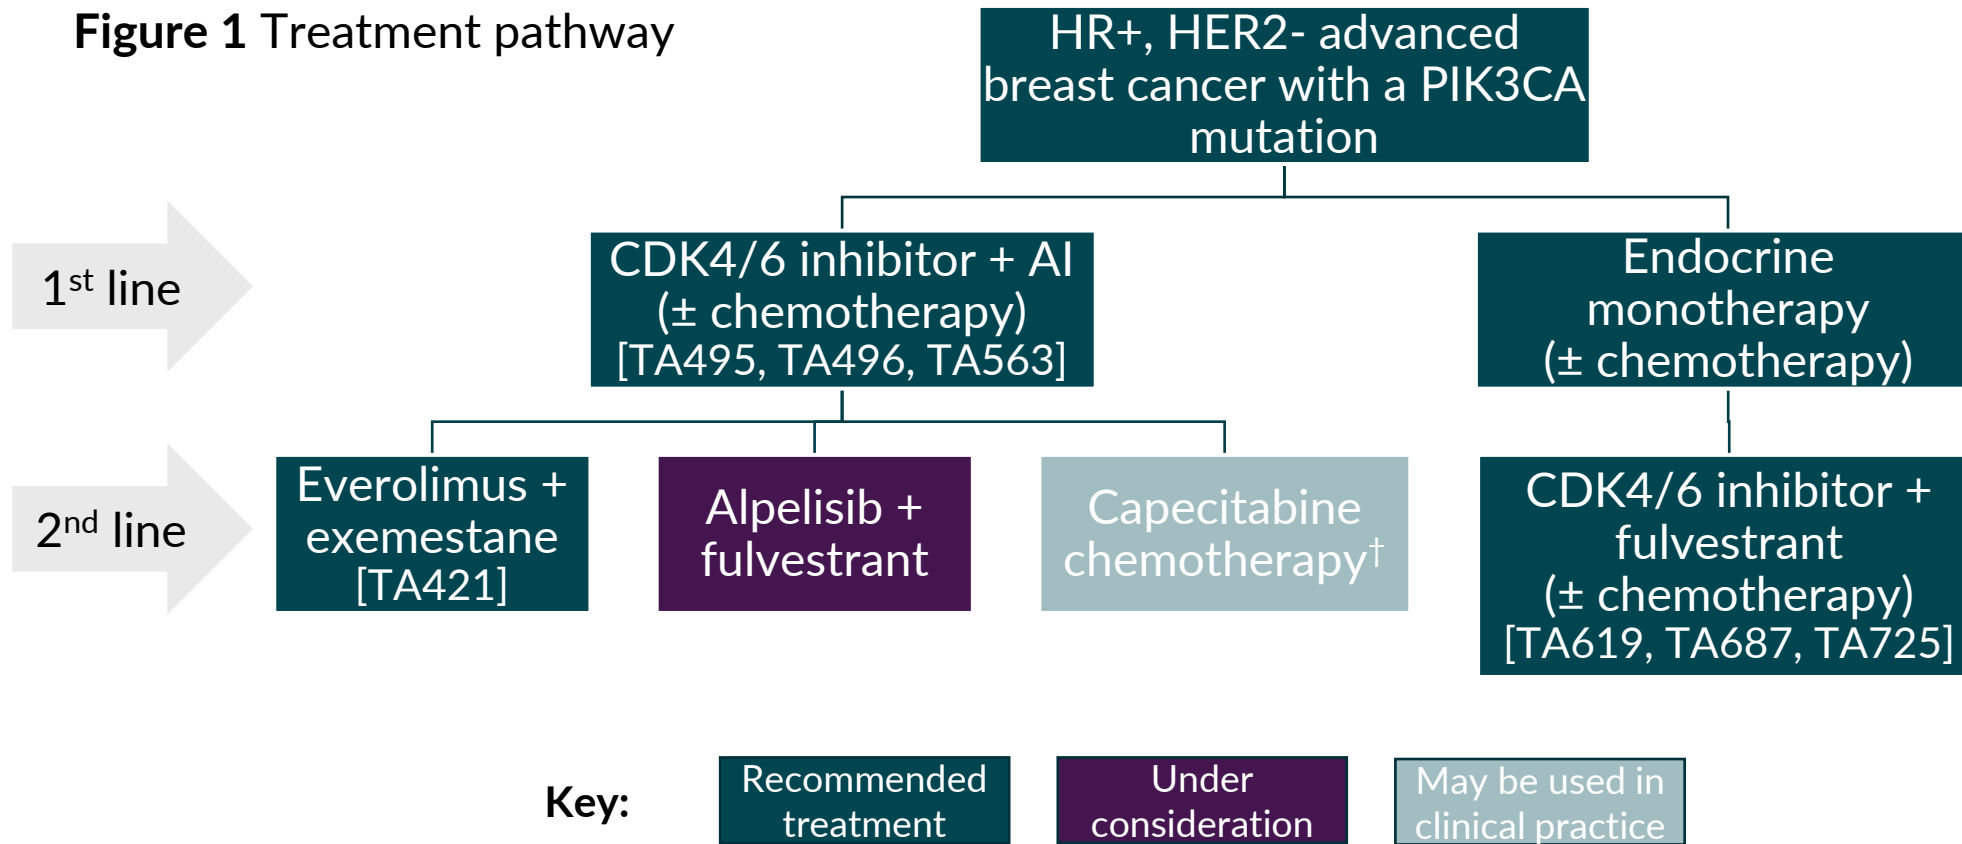 Figure 1 Treatment pathway
HR+, HER2- advanced
breast cancer with a PIK3CA
mutation
1st line
CDK4/6 inhibitor + AI
(± chemotherapy)
[TA495, TA496, TA563]
Endocrine
monotherapy
(± chemotherapy)
2nd line
Everolimus +
exemestane
[TA421]
Alpelisib +
fulvestrant
Capecitabine
chemotherapy†
CDK4/6 inhibitor +
fulvestrant
(± chemotherapy)
[TA619, TA687, TA725]
Key:
Recommended
treatment
Under
consideration
May be used in
clinical practice